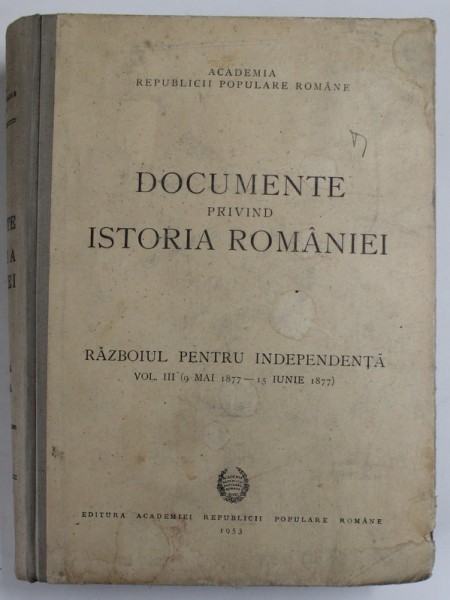 ACADEMIA
REPUBLICII POPULARE ROMÂNE
DOCUMENTE
PRIVIND
ISTORIA ROMÂNIEI
RĂZBOIUL PENTRU INDEPENDENȚĂ
VOL. III (9 MAI 1877 — 15 IUNIE 1877)
EDITURA ACADEMIEI REPUBLICII POPULARE ROMÂNE
1953